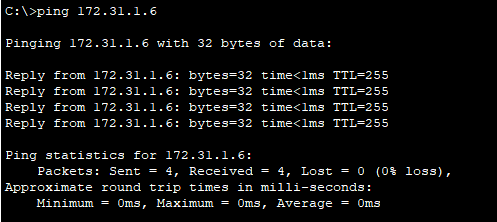 C:\>ping 172.31.1.6
Pinging 172.31.1.6 with 32 bytes of data:
Reply from 172.31.1.6: bytes=32 time<1ms TTL=255
Reply from 172.31.1.6: bytes=32 time<1ms TTL=255
Reply from 172.31.1.6: bytes=32 time<1ms TTL=255
Reply from 172.31.1.6: bytes=32 time<1ms TTL=255
Ping statistics for 172.31.1.6:
    Packets: Sent = 4, Received = 4, Lost = 0 (0% loss),
Approximate round trip times in milli-seconds:
    Minimum = 0ms, Maximum = 0ms, Average = 0ms